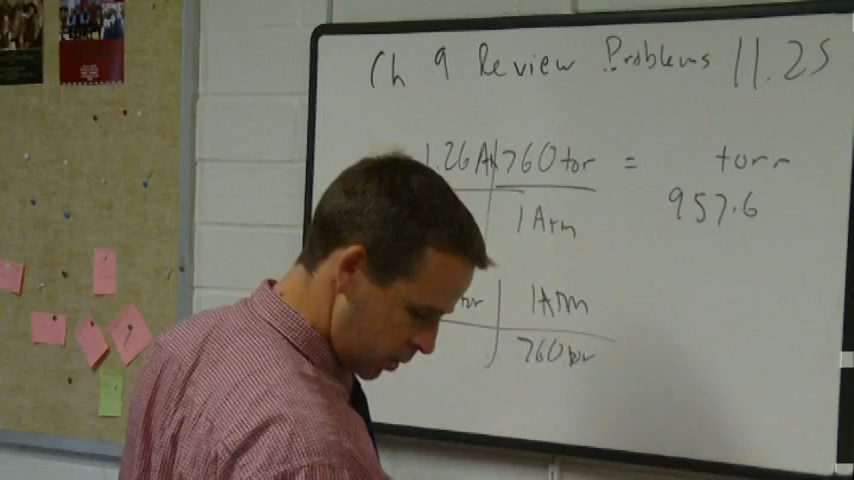 Ch 9 Review Problems 11.25
1.26 Atm 760 torr = torr
1 Atm 957.6
torr 1 Atm
760 torr